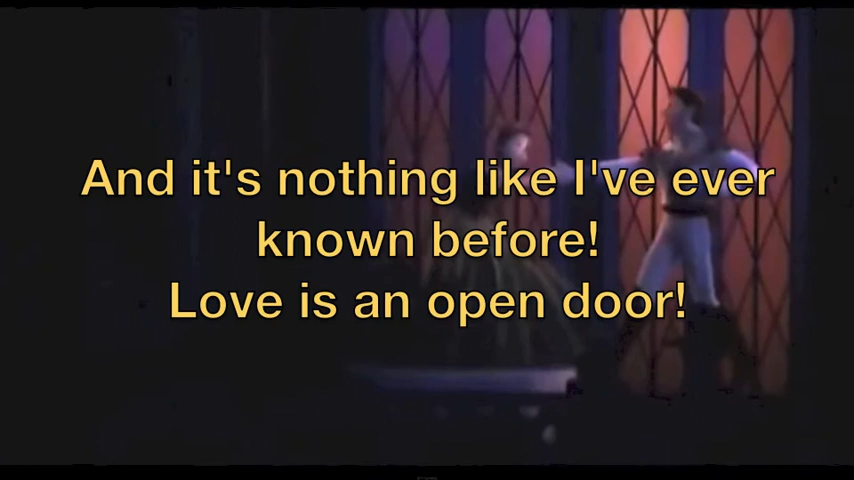 And it's nothing like I've ever
known before!
Love is an open door!